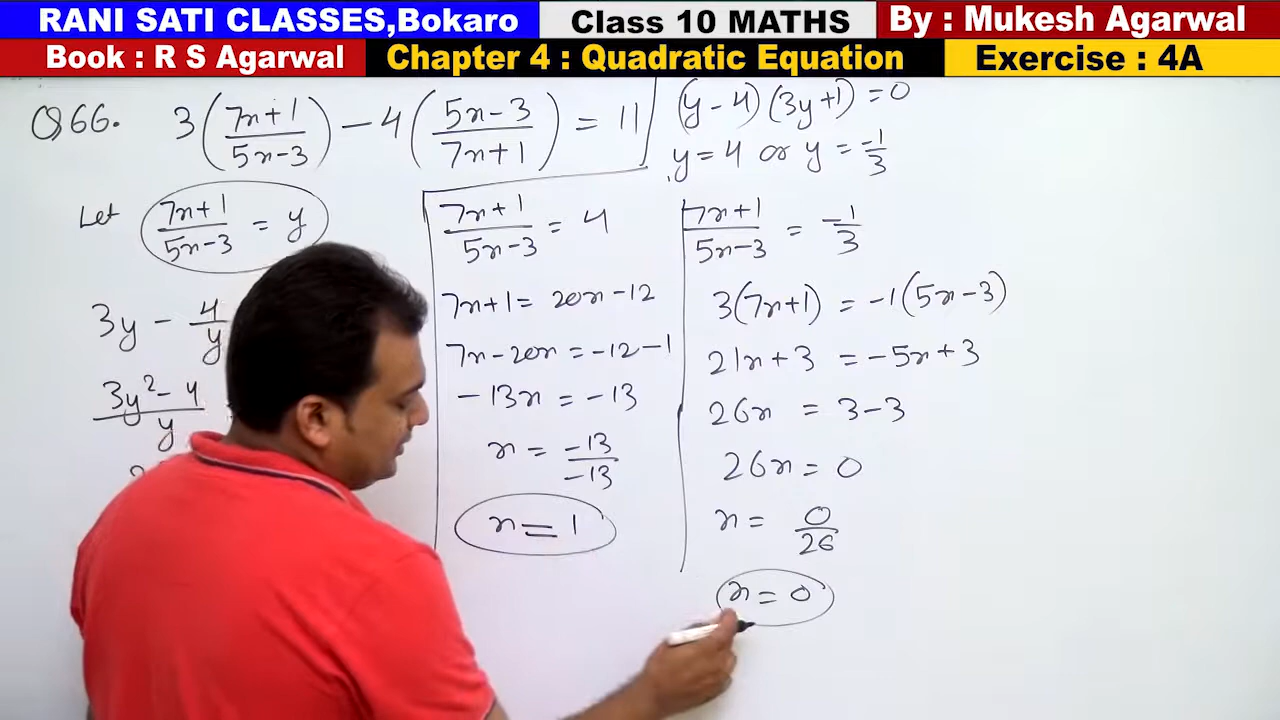 RANI SATI CLASSES,Bokaro
Class 10 MATHS
By : Mukesh Agarwal
Book : R S Agarwal
Chapter 4 : Quadratic Equation
Exercise : 4A
Q66. 3((7x+1)/(5x-3)) - 4((5x-3)/(7x+1)) = 11
Let (7x+1)/(5x-3) = y
3y - 4/y
(3y² - 4)/y
(y-4)(3y+1) = 0
y = 4 or y = -1/3
(7x+1)/(5x-3) = 4
7x+1 = 20x-12
7x-20x = -12-1
-13x = -13
x = -13/-13
x = 1
(7x+1)/(5x-3) = -1/3
3(7x+1) = -1(5x-3)
21x+3 = -5x+3
26x = 3-3
26x = 0
x = 0/26
x = 0